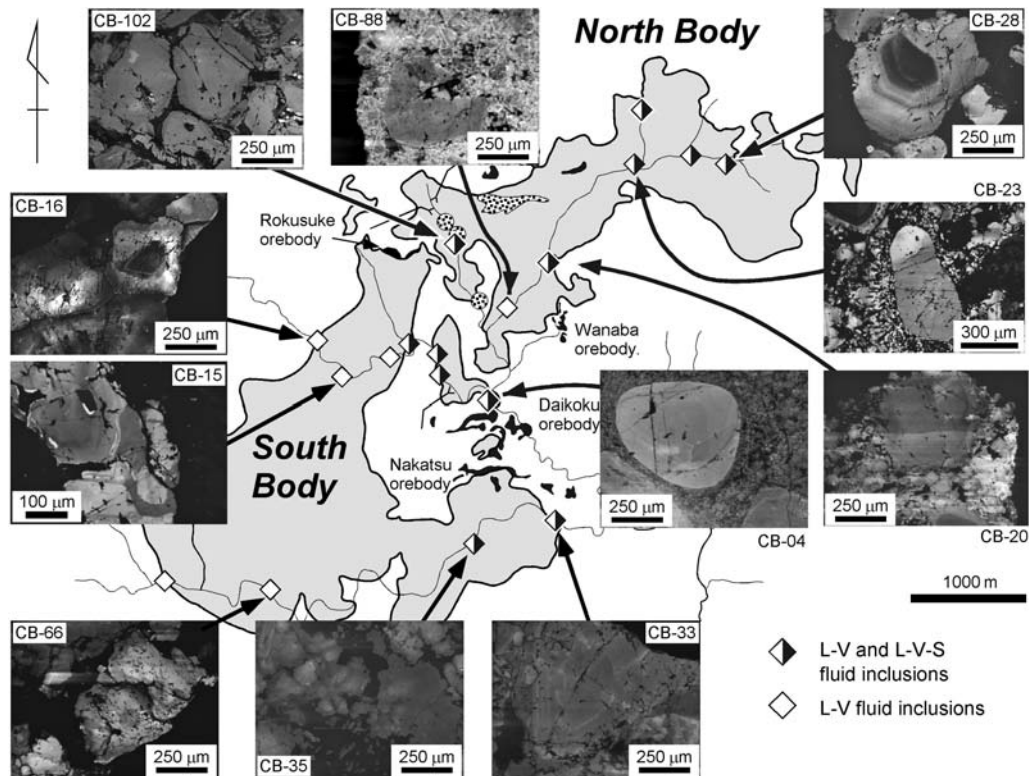 CB-102
250 μm
CB-88
250 μm
North Body
CB-28
250 μm
CB-16
250 μm
Rokusuke
orebody
CB-23
300 μm
Wanaba
orebody.
CB-15
100 μm
South
Body
Daikoku
orebody
Nakatsu
orebody
250 μm
CB-04
250 μm
CB-20
1000 m
CB-66
250 μm
250 μm
CB-35
CB-33
250 μm
L-V and L-V-S
fluid inclusions
L-V fluid inclusions